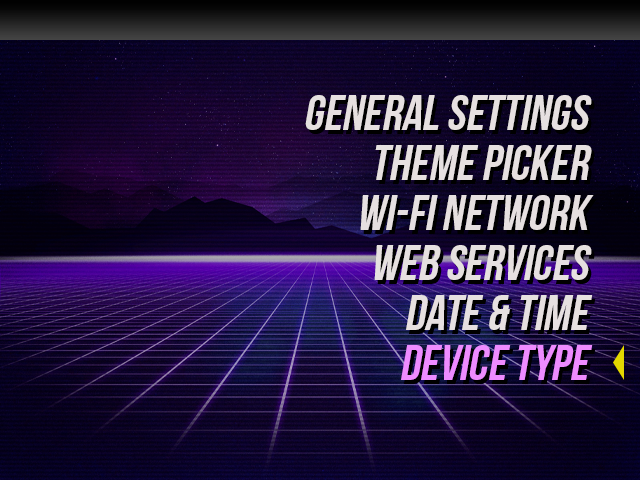 GENERAL SETTINGS
THEME PICKER
WI-FI NETWORK
WEB SERVICES
DATE & TIME
DEVICE TYPE